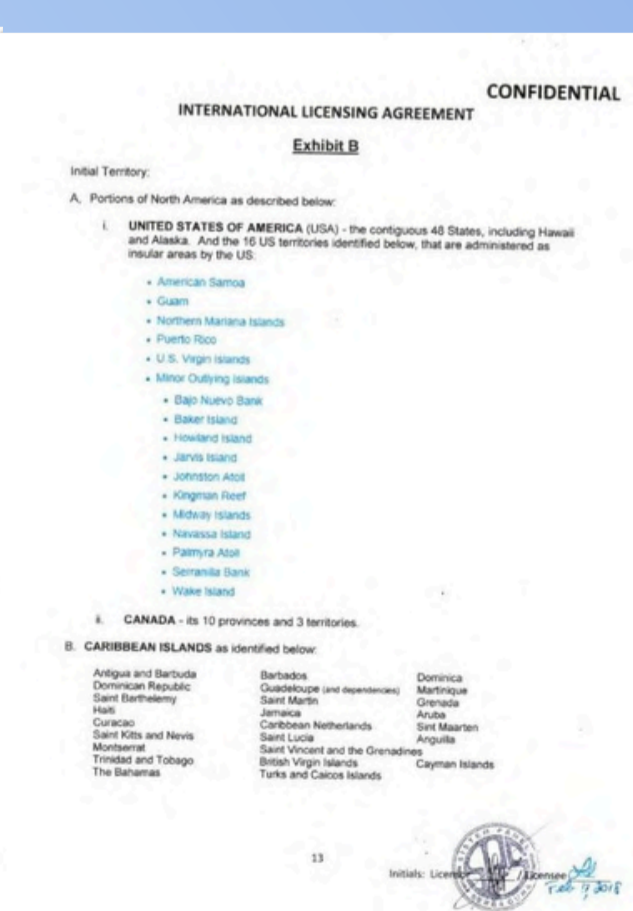 CONFIDENTIAL
INTERNATIONAL LICENSING AGREEMENT
Exhibit B
Initial Territory:
A. Portions of North America as described below:
i. UNITED STATES OF AMERICA (USA) - the contiguous 48 States, including Hawaii
and Alaska. And the 16 US territories identified below, that are administered as
insular areas by the US:
• American Samoa
• Guam
• Northern Mariana Islands
• Puerto Rico
• U.S. Virgin Islands
• Minor Outlying Islands
• Bajo Nuevo Bank
• Baker Island
• Howland Island
• Jarvis Island
• Johnston Atoll
• Kingman Reef
• Midway Islands
• Navassa Island
• Palmyra Atoll
• Serranilla Bank
• Wake Island
ii. CANADA - its 10 provinces and 3 territories.
B. CARIBBEAN ISLANDS as identified below:
Antigua and Barbuda Barbados Dominica
Dominican Republic Guadeloupe (and dependencies) Martinique
Saint Barthelemy Saint Martin Grenada
Haiti Jamaica Aruba
Curacao Caribbean Netherlands Sint Maarten
Saint Kitts and Nevis Saint Lucia Anguilla
Montserrat Saint Vincent and the Grenadines
Trinidad and Tobago British Virgin Islands Cayman Islands
The Bahamas Turks and Caicos Islands
13
Initials: Licensor / Licensee
Feb 2018